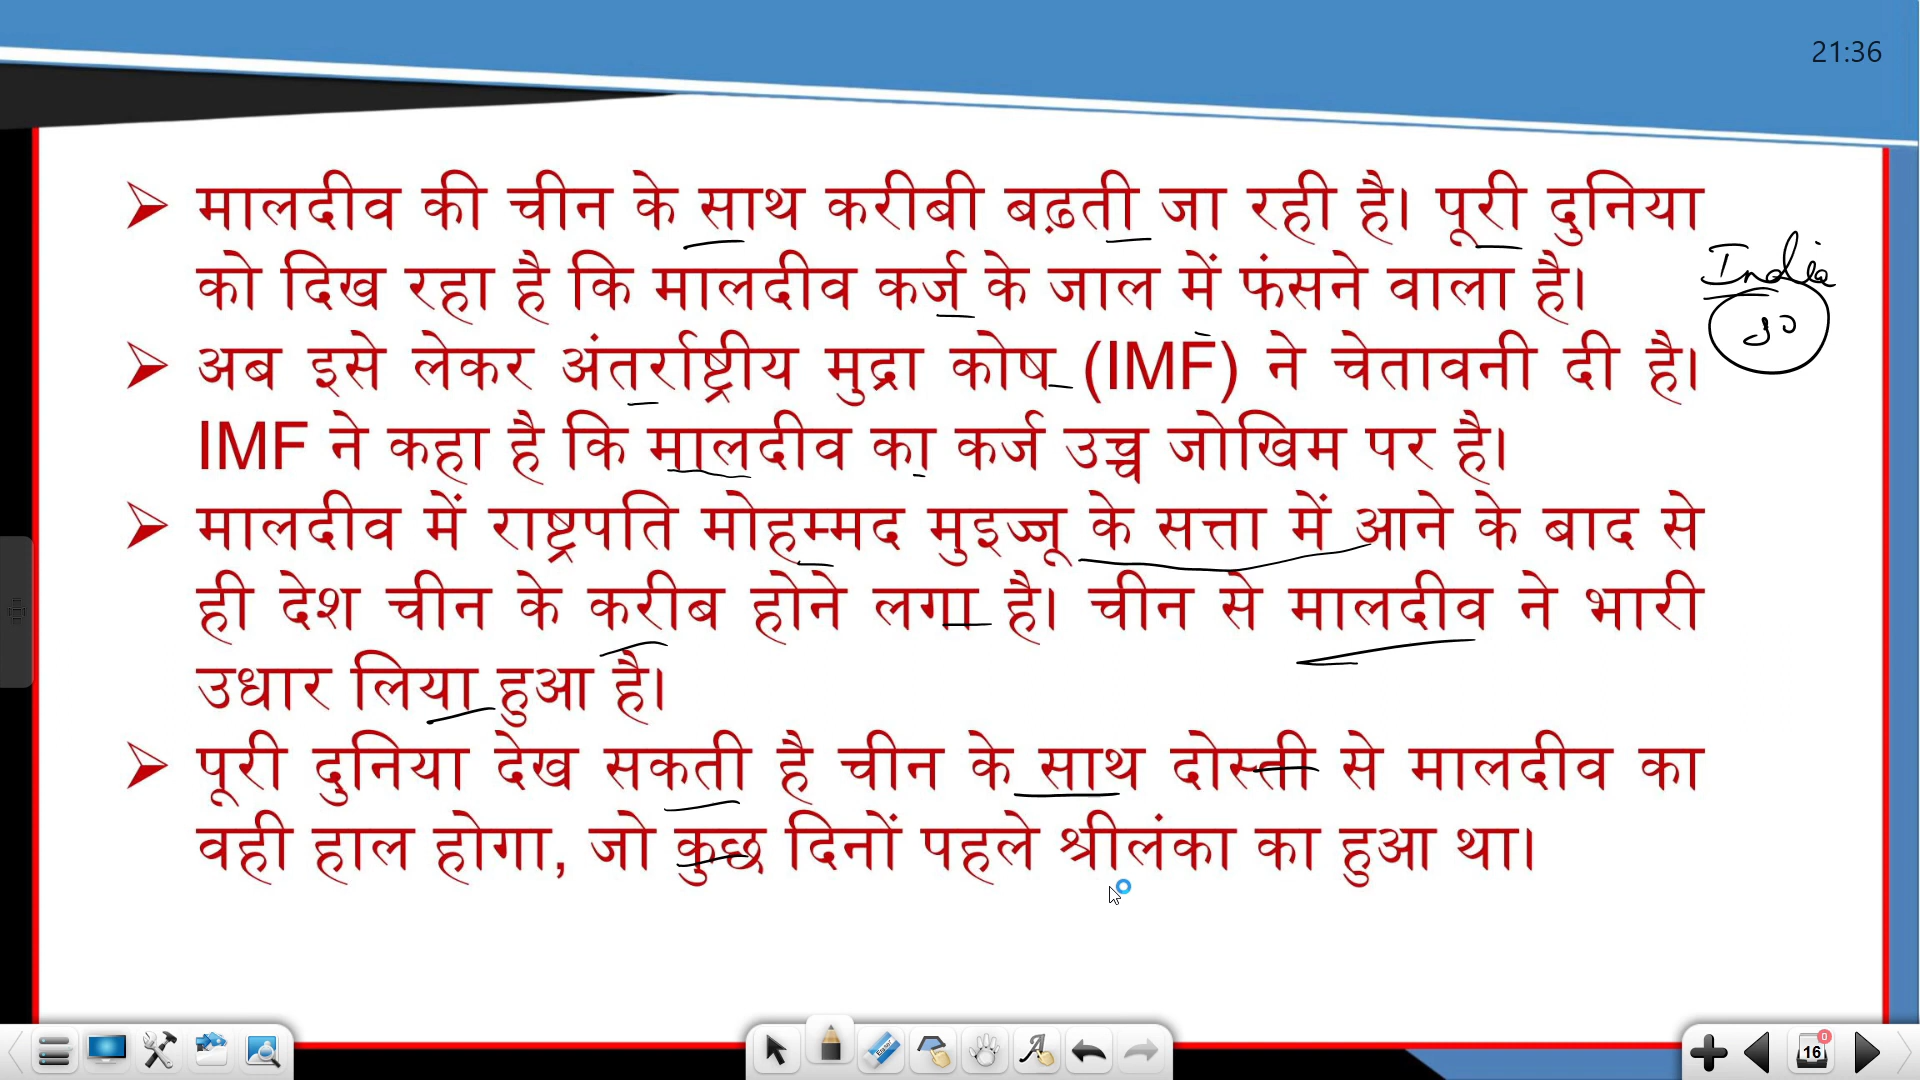 21:36
➢ मालदीव की चीन के साथ करीबी बढ़ती जा रही है। पूरी दुनिया
को दिख रहा है कि मालदीव कर्ज के जाल में फंसने वाला है।
India
➢ अब इसे लेकर अंतर्राष्ट्रीय मुद्रा कोष (IMF) ने चेतावनी दी है।
IMF ने कहा है कि मालदीव का कर्ज उच्च जोखिम पर है।
➢ मालदीव में राष्ट्रपति मोहम्मद मुइज्जू के सत्ता में आने के बाद से
ही देश चीन के करीब होने लगा है। चीन से मालदीव ने भारी
उधार लिया हुआ है।
➢ पूरी दुनिया देख सकती है चीन के साथ दोस्ती से मालदीव का
वही हाल होगा, जो कुछ दिनों पहले श्रीलंका का हुआ था।
16
0